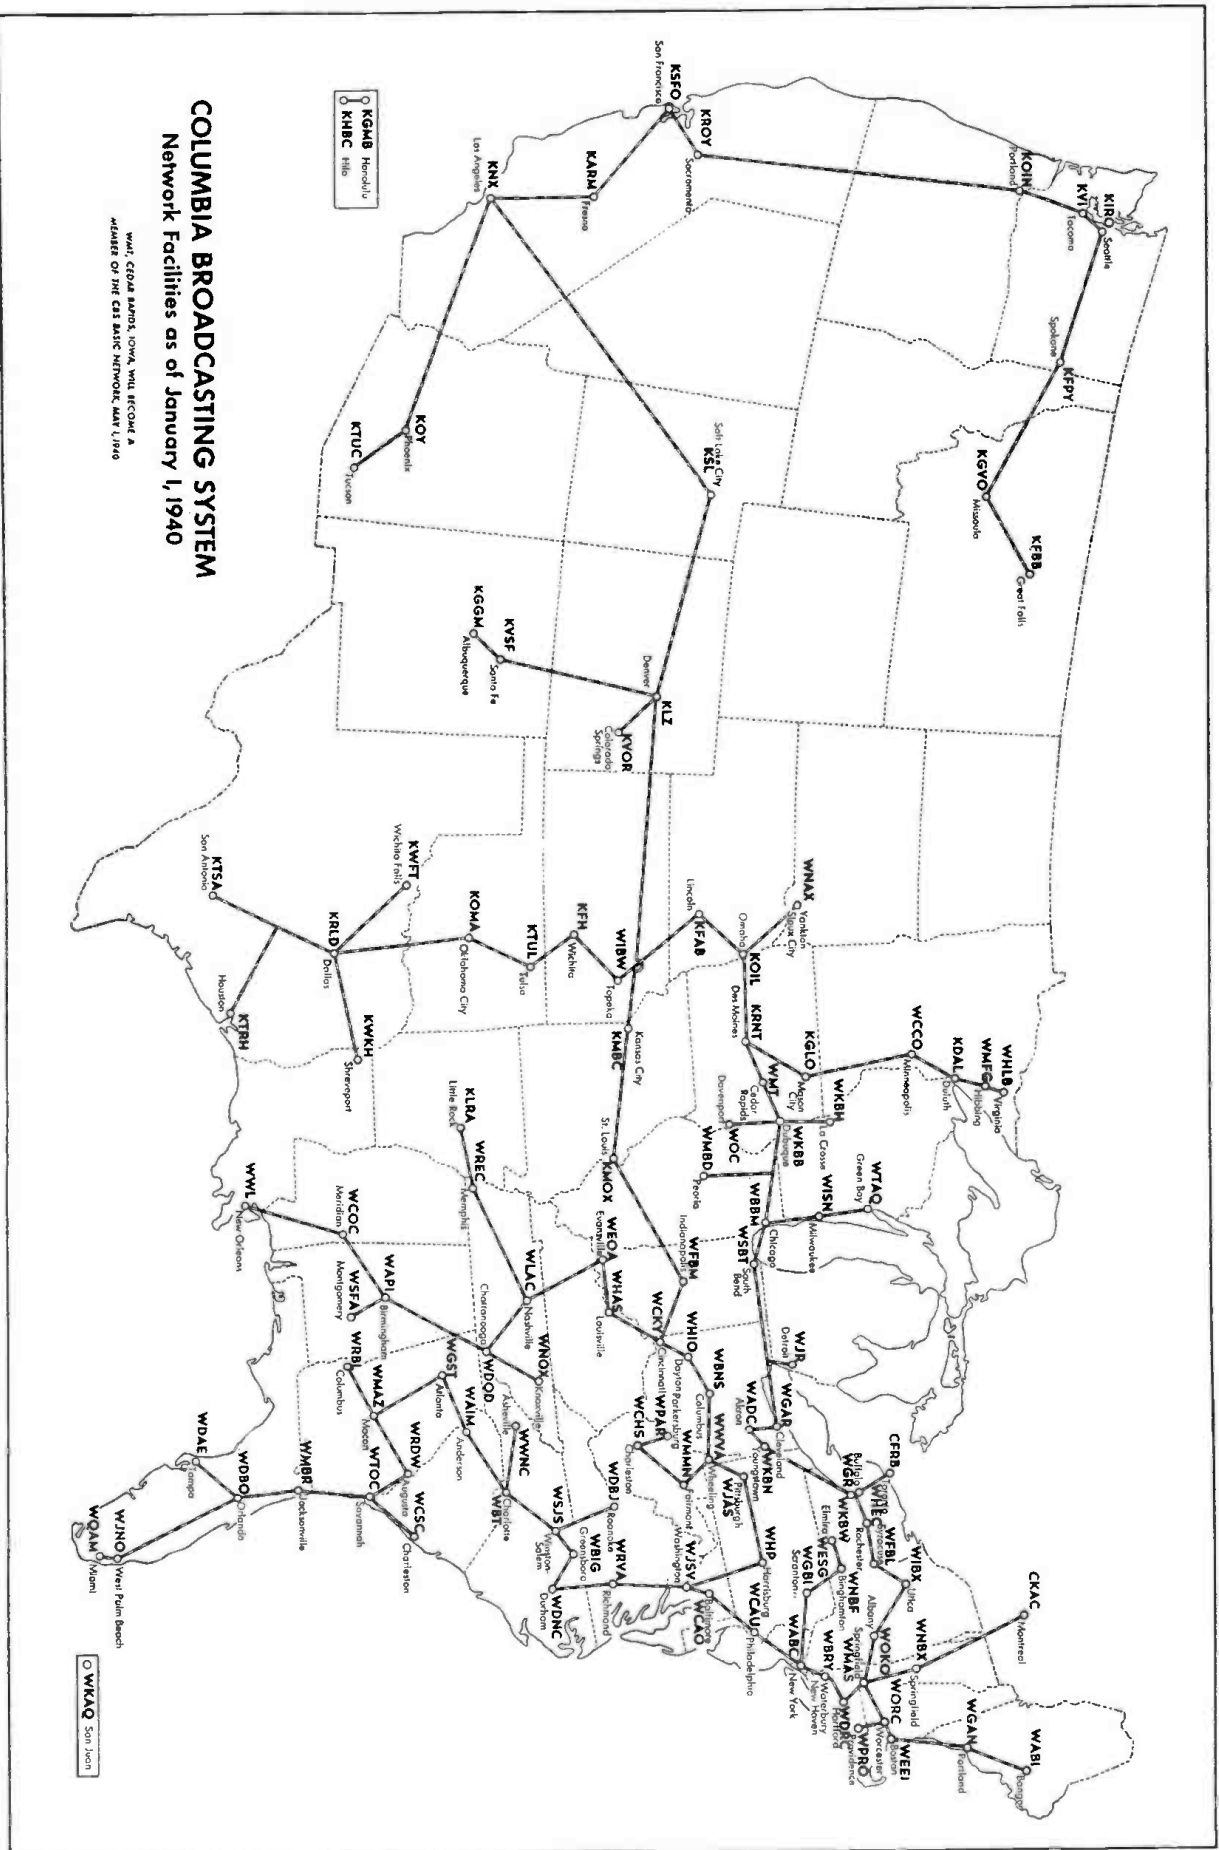 COLUMBIA BROADCASTING SYSTEM
Network Facilities as of January 1, 1940
WMT, CEDAR RAPIDS, IOWA, WILL BECOME A
MEMBER OF THE CBS BASIC NETWORK, MAY 1, 1940
KGMB Honolulu
KHBC Hilo
KIRO
Seattle
KVI
Tacoma
KOIN
Portland
Spokane
KFPY
KGVO
Missoula
KFBB
Great Falls
KROY
Sacramento
KSFO
San Francisco
KARM
Fresno
KNX
Los Angeles
Salt Lake City
KSL
KOY
Phoenix
KTUC
Tucson
Denver
KLZ
KVOR
Colorado
Springs
KVSF
Santa Fe
KGGM
Albuquerque
WNAX
Yankton
Sioux City
Lincoln
KFAB
Omaha
KOIL
Des Moines
KRNT
WIBW
Topeka
KFH
Wichita
KTUL
Tulsa
KOMA
Oklahoma City
KWFT
Wichita Falls
KRLD
Dallas
KTSA
San Antonio
Houston
KTRH
KWKH
Shreveport
Kansas City
KMBC
WHLB
Virginia
WMFG
Hibbing
KDAL
Duluth
WCCO
Minneapolis
KGLO
Mason
City
WMT
Cedar
Rapids
WKBH
La Crosse
WKBB
Dubuque
WOC
Davenport
WMBD
Peoria
WTAQ
Green Bay
WISN
Milwaukee
WBBM
Chicago
WSBT
South
Bend
St. Louis
KMOX
KLRA
Little Rock
WREC
Memphis
WWL
New Orleans
WCOC
Meridian
WAPI
Birmingham
WSFA
Montgomery
WEOA
Evansville
WFBM
Indianapolis
WHAS
Louisville
WLAC
Nashville
WCKY
Cincinnati
WHIO
Dayton
WBNS
Columbus
WJR
Detroit
WGAR
Cleveland
WADC
Akron
WKBN
Youngstown
WNOX
Knoxville
Chattanooga
WDOD
WGST
Atlanta
WRBL
Columbus
WMAZ
Macon
WAIM
Anderson
Asheville
WWNC
WBT
Charlotte
WRDW
Augusta
WTOC
Savannah
WCSC
Charleston
WMBR
Jacksonville
WDBO
Orlando
WDAE
Tampa
WJNO
West Palm Beach
WQAM
Miami
WPAR
Parkersburg
WCHS
Charleston
WMMN
Fairmont
WWVA
Wheeling
WJAS
Pittsburgh
WDBJ
Roanoke
WSJS
Winston-
Salem
WBIG
Greensboro
WDNC
Durham
WRVA
Richmond
WJSV
Washington
WCAO
Baltimore
WHP
Harrisburg
WCAU
Philadelphia
CFRB
Toronto
Buffalo
WGR
WKBW
WHEC
Rochester
WFBL
Syracuse
WIBX
Utica
Elmira
WESG
WNBF
Binghamton
WGBI
Scranton
WABC
New York
Albany
WOKO
WBRY
Waterbury
New Haven
WDRC
Hartford
WMAS
Springfield
WNBX
Springfield
CKAC
Montreal
WORC
Worcester
WPRO
Providence
WEEI
Boston
WGAN
Portland
WABI
Bangor
WKAQ San Juan